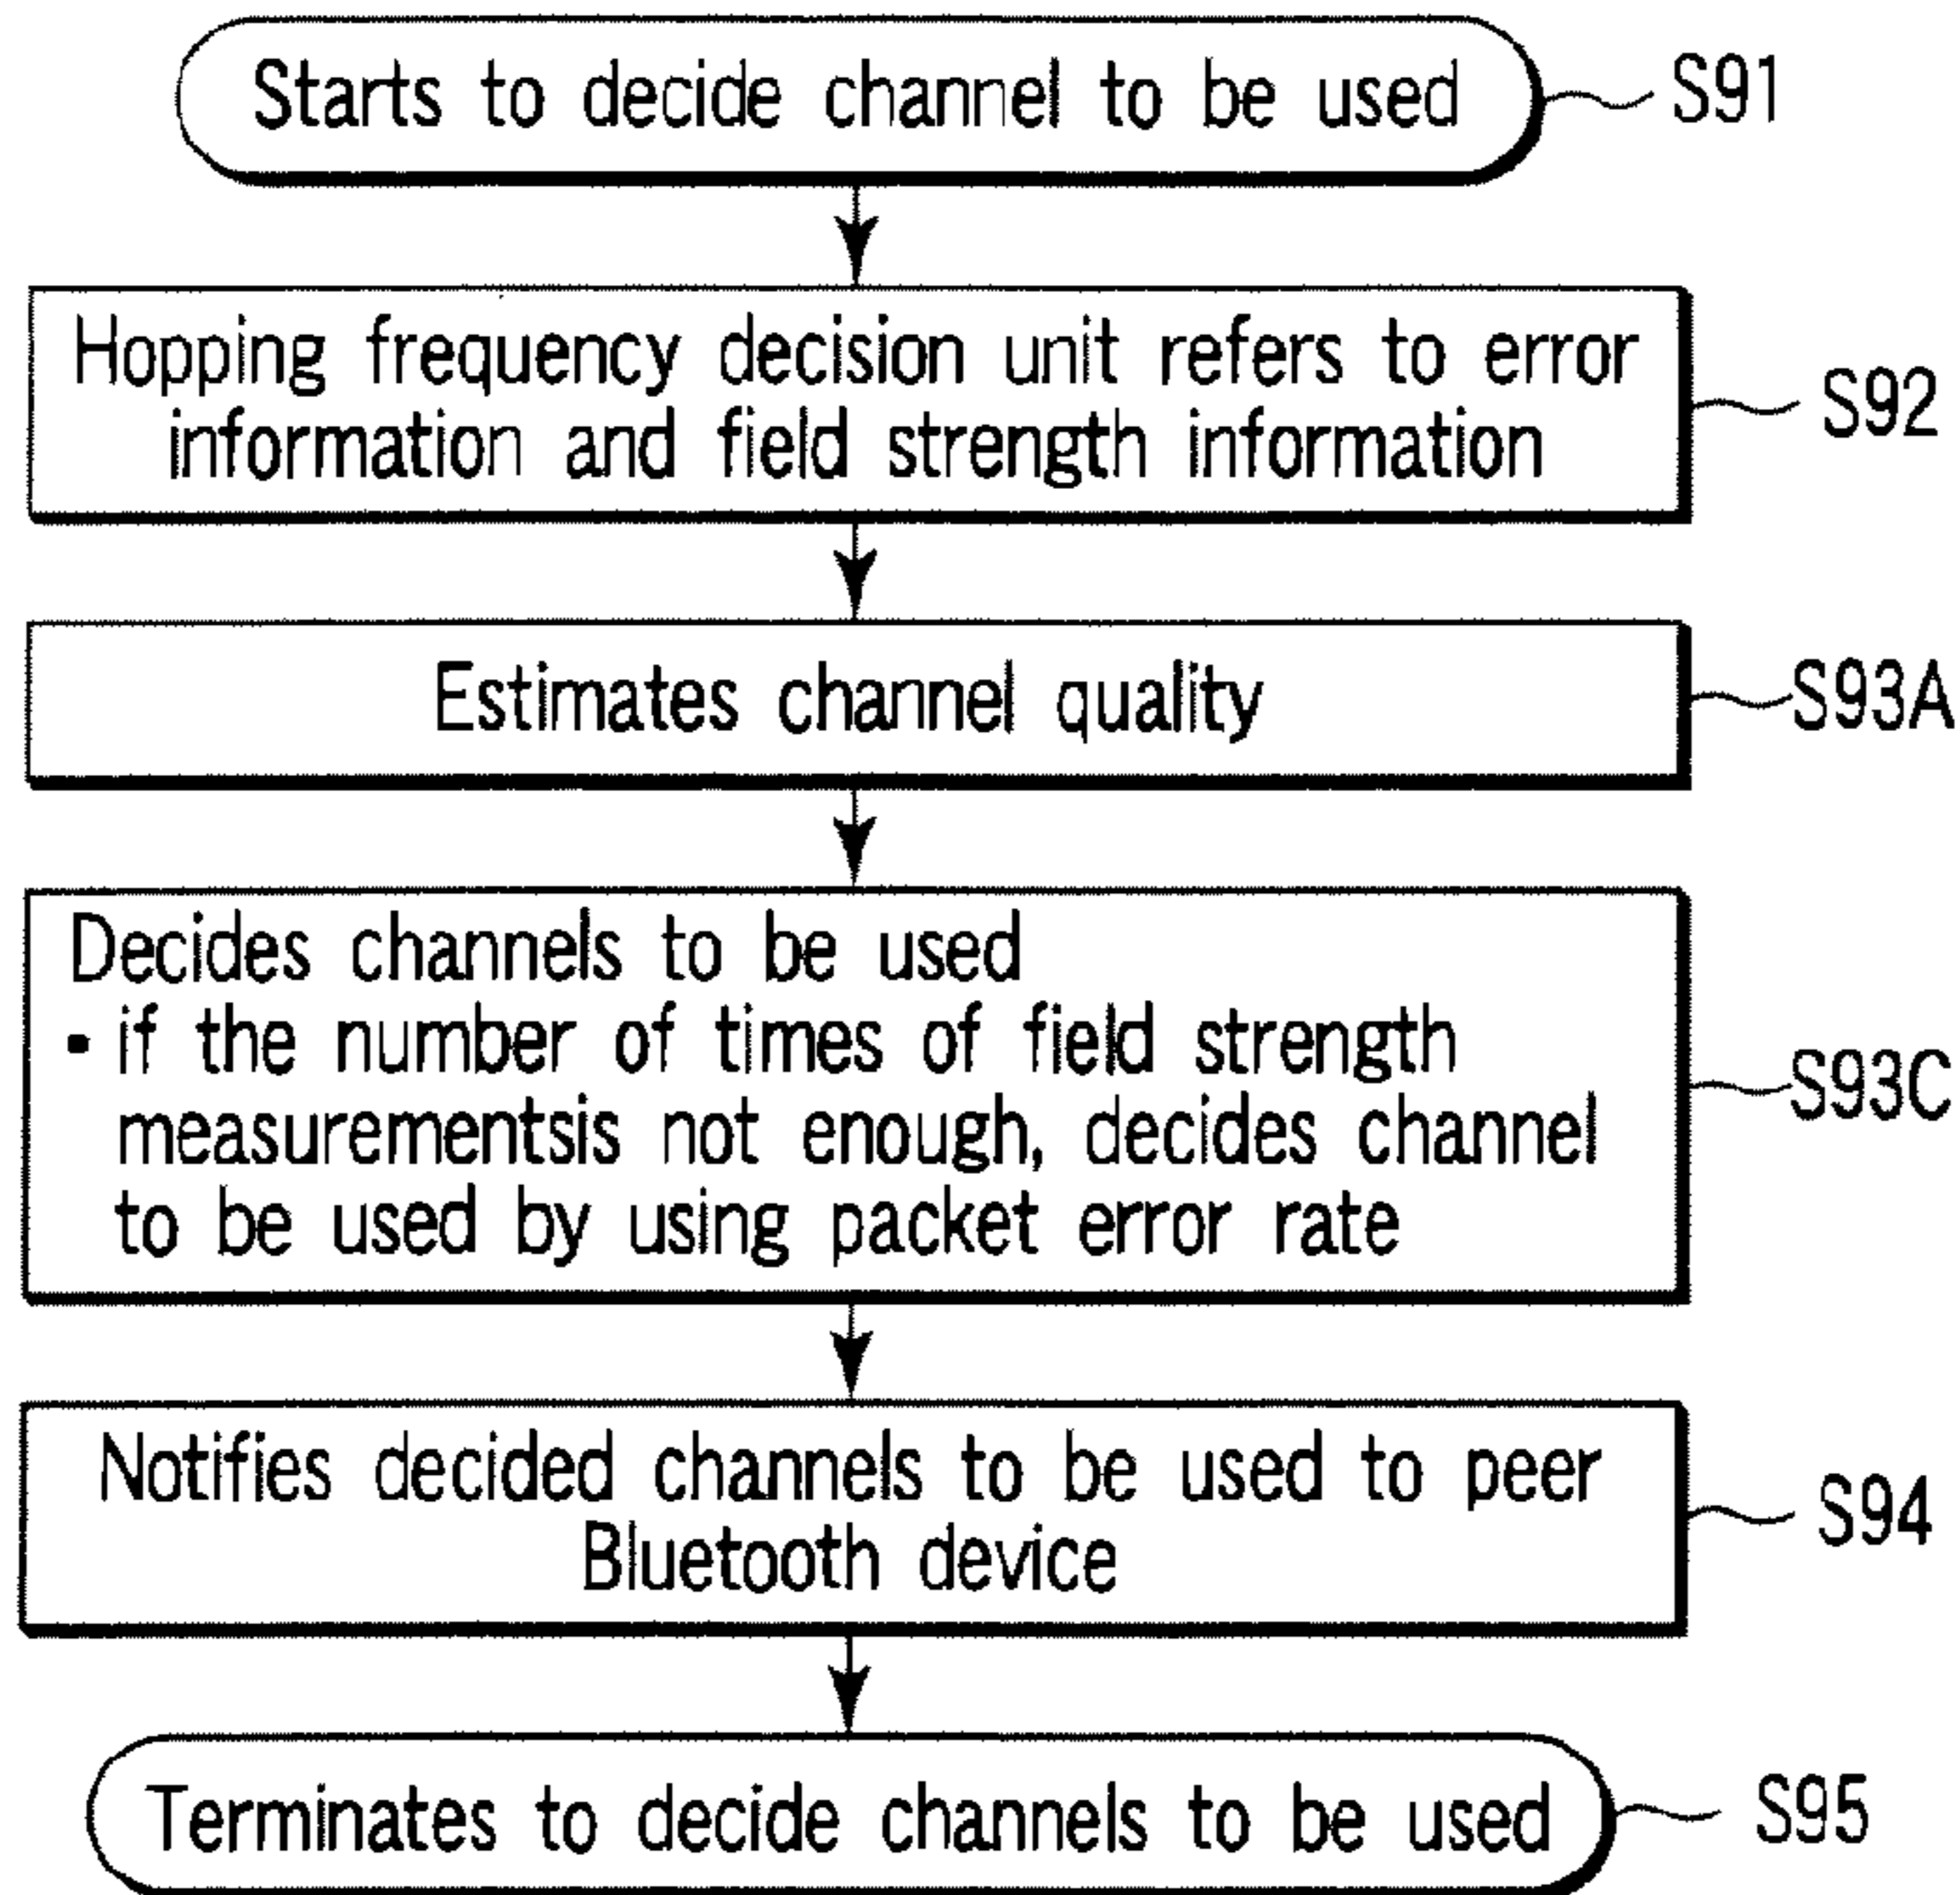 Starts to decide channel to be used
S91
Hopping frequency decision unit refers to error
information and field strength information
S92
Estimates channel quality
S93A
Decides channels to be used
▪ if the number of times of field strength
measurementsis not enough, decides channel
to be used by using packet error rate
S93C
Notifies decided channels to be used to peer
Bluetooth device
S94
Terminates to decide channels to be used
S95